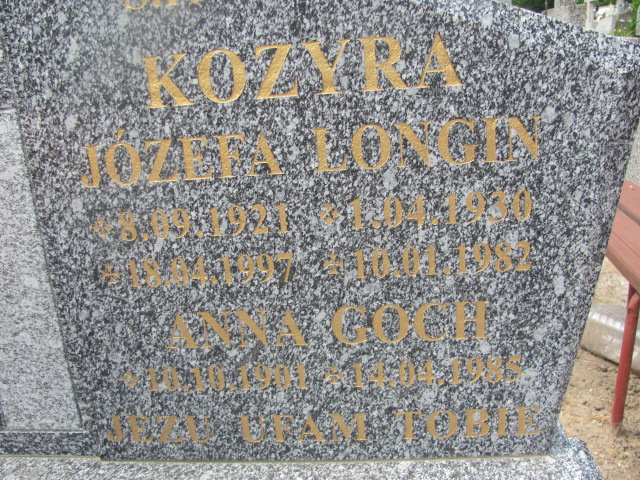 KOZYRA
JÓZEFA LONGIN
8.09.1921 1.04.1930
18.04.1997 10.01.1982
ANNA GOCH
10.10.1901 14.04.1985
JEZU UFAM TOBIE